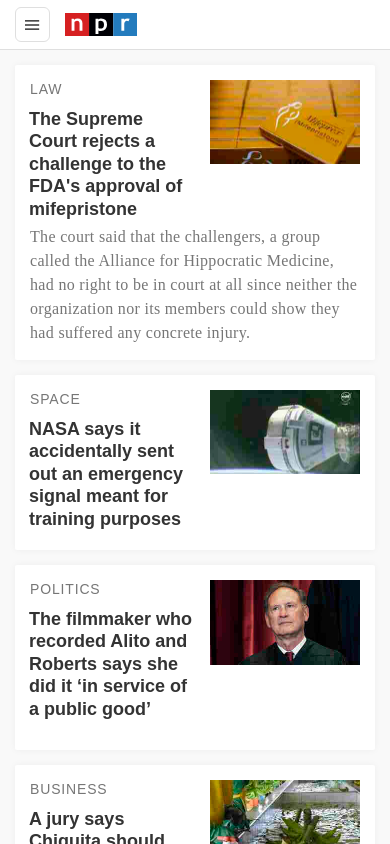 npr
LAW
The Supreme
Court rejects a
challenge to the
FDA's approval of
mifepristone
Mifepristone
The court said that the challengers, a group
called the Alliance for Hippocratic Medicine,
had no right to be in court at all since neither the
organization nor its members could show they
had suffered any concrete injury.
SPACE
NASA says it
accidentally sent
out an emergency
signal meant for
training purposes
POLITICS
The filmmaker who
recorded Alito and
Roberts says she
did it ‘in service of
a public good’
BUSINESS
A jury says
Chiquita should